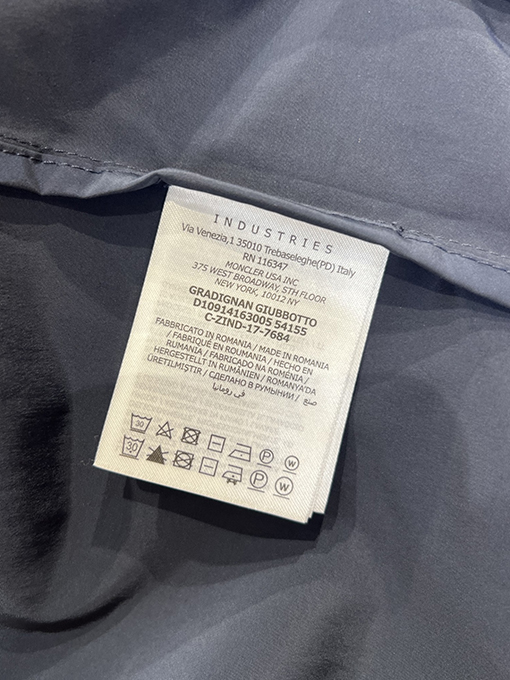 INDUSTRIES
Via Venezia,1 35010 Trebaseleghe(PD) Italy
RN 116347
MONCLER USA INC
375 WEST BROADWAY, 5TH FLOOR
NEW YORK, 10012 NY
GRADIGNAN GIUBBOTTO
D10914163005 54155
C-ZIND-17-7684
FABBRICATO IN ROMANIA / MADE IN ROMANIA
/ FABRIQUÉ EN ROUMANIE / HECHO EN
RUMANIA / FABRICADO NA ROMÉNIA /
HERGESTELLT IN RUMÄNIEN / ROMANYA'DA
ÜRETILMIŞTIR / СДЕЛАНО В РУМЫНИИ / صنع
في رومانيا
30 P W
30 P W